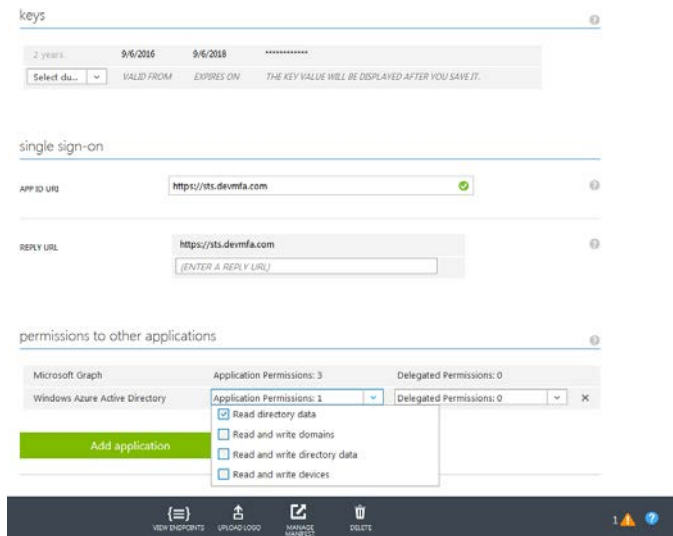 keys
2 years 9/6/2016 9/6/2018 ************
Select du... VALID FROM EXPIRES ON THE KEY VALUE WILL BE DISPLAYED AFTER YOU SAVE IT.
single sign-on
APP ID URI https://sts.devmfa.com
REPLY URL https://sts.devmfa.com
(ENTER A REPLY URL)
permissions to other applications
Microsoft Graph Application Permissions: 3 Delegated Permissions: 0
Windows Azure Active Directory Application Permissions: 1 Delegated Permissions: 0
Read directory data
Read and write domains
Read and write directory data
Read and write devices
Add application
VIEW ENDPOINTS UPLOAD LOGO MANAGE MANIFEST DELETE
1